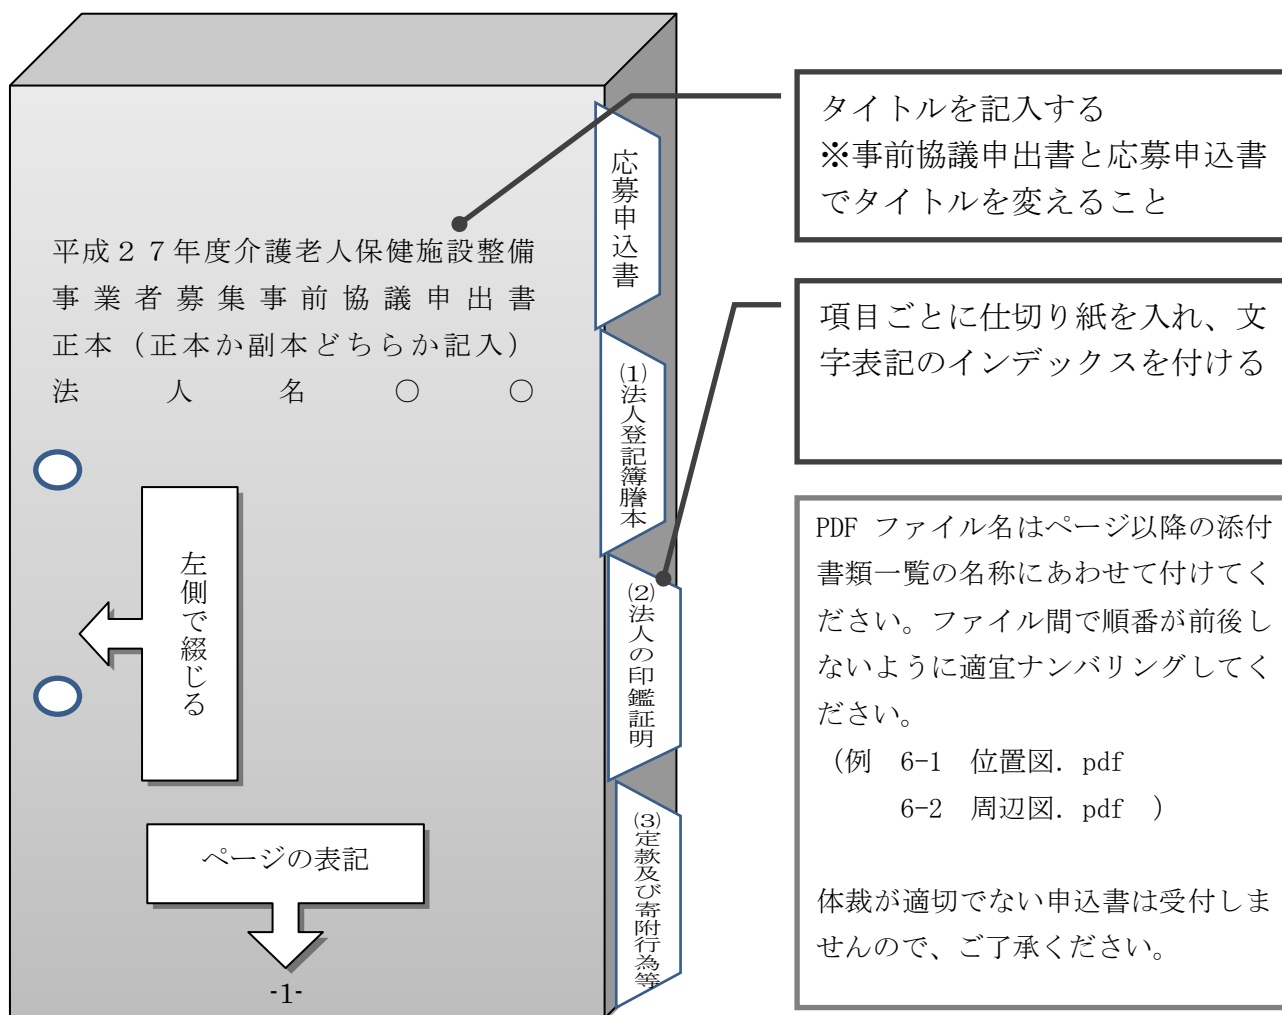 平成２７年度介護老人保健施設整備
事業者募集事前協議申出書
正本（正本か副本どちらか記入）
法人名〇〇
左側で綴じる
ページの表記
-1-
応募申込書
(1)法人登記簿謄本
(2)法人の印鑑証明
(3)定款及び寄附行為等
タイトルを記入する
※事前協議申出書と応募申込書
でタイトルを変えること
項目ごとに仕切り紙を入れ、文
字表記のインデックスを付ける
PDF ファイル名はページ以降の添付
書類一覧の名称にあわせて付けてく
ださい。ファイル間で順番が前後し
ないように適宜ナンバリングしてく
ださい。
（例　6-1　位置図. pdf
6-2　周辺図. pdf　）
体裁が適切でない申込書は受付しま
せんので、ご了承ください。